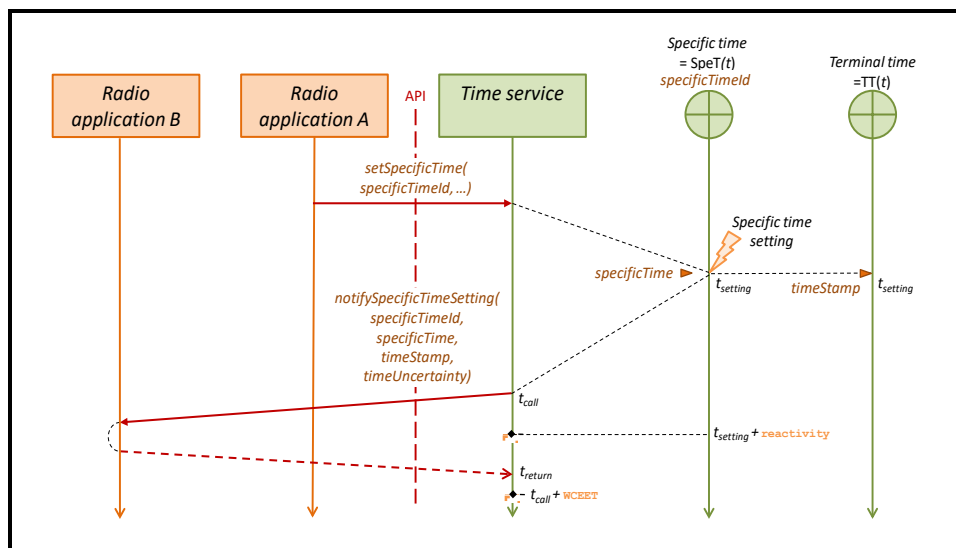 Specific time
= SpeT(t)
specificTimeId
Terminal time
=TT(t)
Radio
application B
Radio
application A
API
Time service
setSpecificTime(
specificTimeId, ...)
Specific time
setting
specificTime
timeStamp
t_setting
t_setting
notifySpecificTimeSetting(
specificTimeId,
specificTime,
timeStamp,
timeUncertainty)
t_call
t_setting + reactivity
t_return
t_call + WCEET